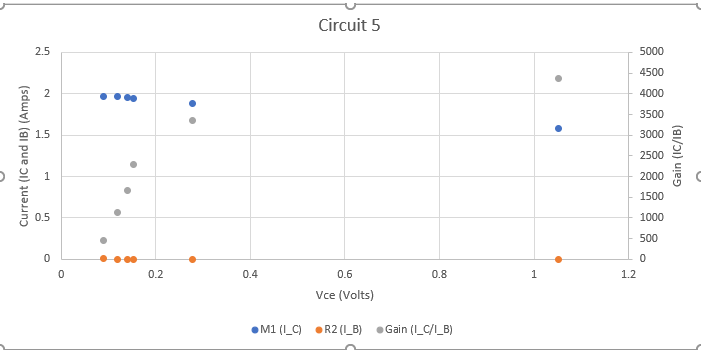 Circuit 5
2.5
2
1.5
1
0.5
0
5000
4500
4000
3500
3000
2500
2000
1500
1000
500
0
0 0.2 0.4 0.6 0.8 1 1.2
Current (IC and IB) (Amps)
Gain (IC/IB)
Vce (Volts)
M1 (I_C) R2 (I_B) Gain (I_C/I_B)